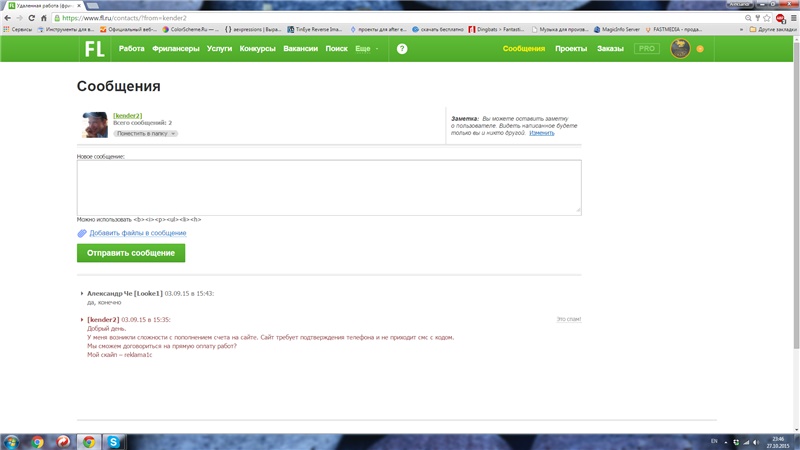 Удаленная работа (фри-
Aleksandr
https://www.fl.ru/contacts/?from=kender2
Сервисы
Инструменты для в
Официальный веб-
ColorScheme.Ru —
{ aexpressions | Выра
TinEye Reverse Ima
проекты для after e
скачать бесплатно
Dingbats > Fantasti
Музыка для произв
MagicInfo Server
FASTMEDIA - прода
Другие закладки
FL
Работа
Фрилансеры
Услуги
Конкурсы
Вакансии
Поиск
Еще
?
Сообщения
Проекты
Заказы
PRO
Сообщения
[kender2]
Всего сообщений: 2
Поместить в папку
Заметка: Вы можете оставить заметку
о пользователе. Видеть написанное будете
только вы и никто другой. Изменить
Новое сообщение:
Можно использовать <b><i><p><ul><li><h>
Добавить файлы в сообщение
Отправить сообщение
Александр Че [Looke1] 03.09.15 в 15:43:
да, конечно
[kender2] 03.09.15 в 15:35:
Это спам!
Добрый день.
У меня возникли сложности с пополнением счета на сайте. Сайт требует подтверждения телефона и не приходит смс с кодом.
Мы сможем договориться на прямую оплату работ?
Мой скайп – reklama1c
EN
23:46
27.10.2015